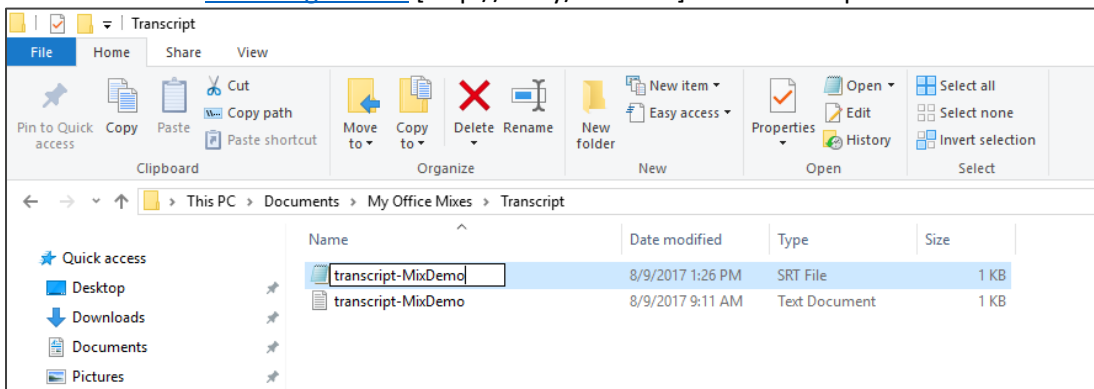 Transcript
File Home Share View
Pin to Quick access
Copy
Paste
Cut
Copy path
Paste shortcut
Clipboard
Move to
Copy to
Delete
Rename
Organize
New folder
New item
Easy access
New
Properties
Open
Edit
History
Open
Select all
Select none
Invert selection
Select
This PC > Documents > My Office Mixes > Transcript
Name Date modified Type Size
Quick access
Desktop
Downloads
Documents
Pictures
transcript-MixDemo 8/9/2017 1:26 PM SRT File 1 KB
transcript-MixDemo 8/9/2017 9:11 AM Text Document 1 KB